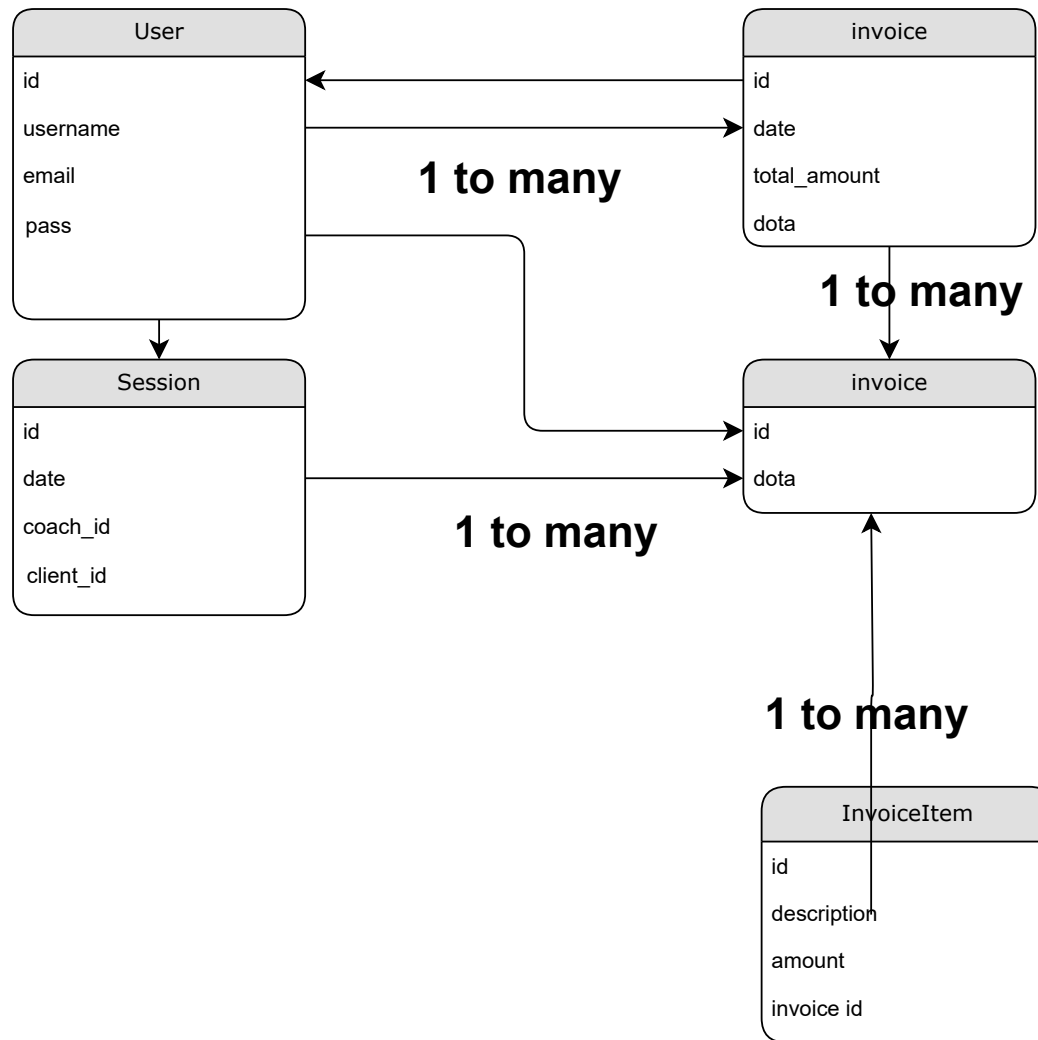 User
id
username
email
pass
1 to many
invoice
id
date
total_amount
dota
1 to many
Session
id
date
coach_id
client_id
1 to many
invoice
id
dota
1 to many
InvoiceItem
id
description
amount
invoice id